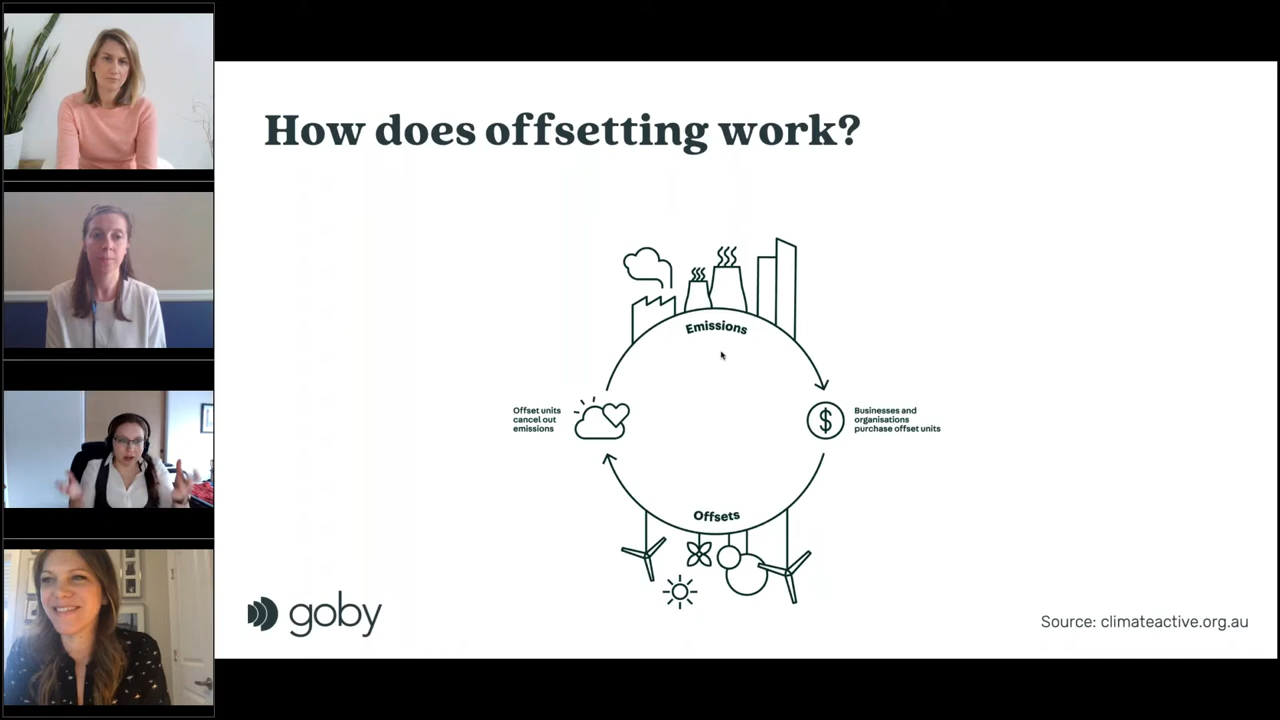 How does offsetting work?
Emissions
Offset units
cancel out
emissions
$
Businesses and
organisations
purchase offset units
Offsets
goby
Source: climateactive.org.au